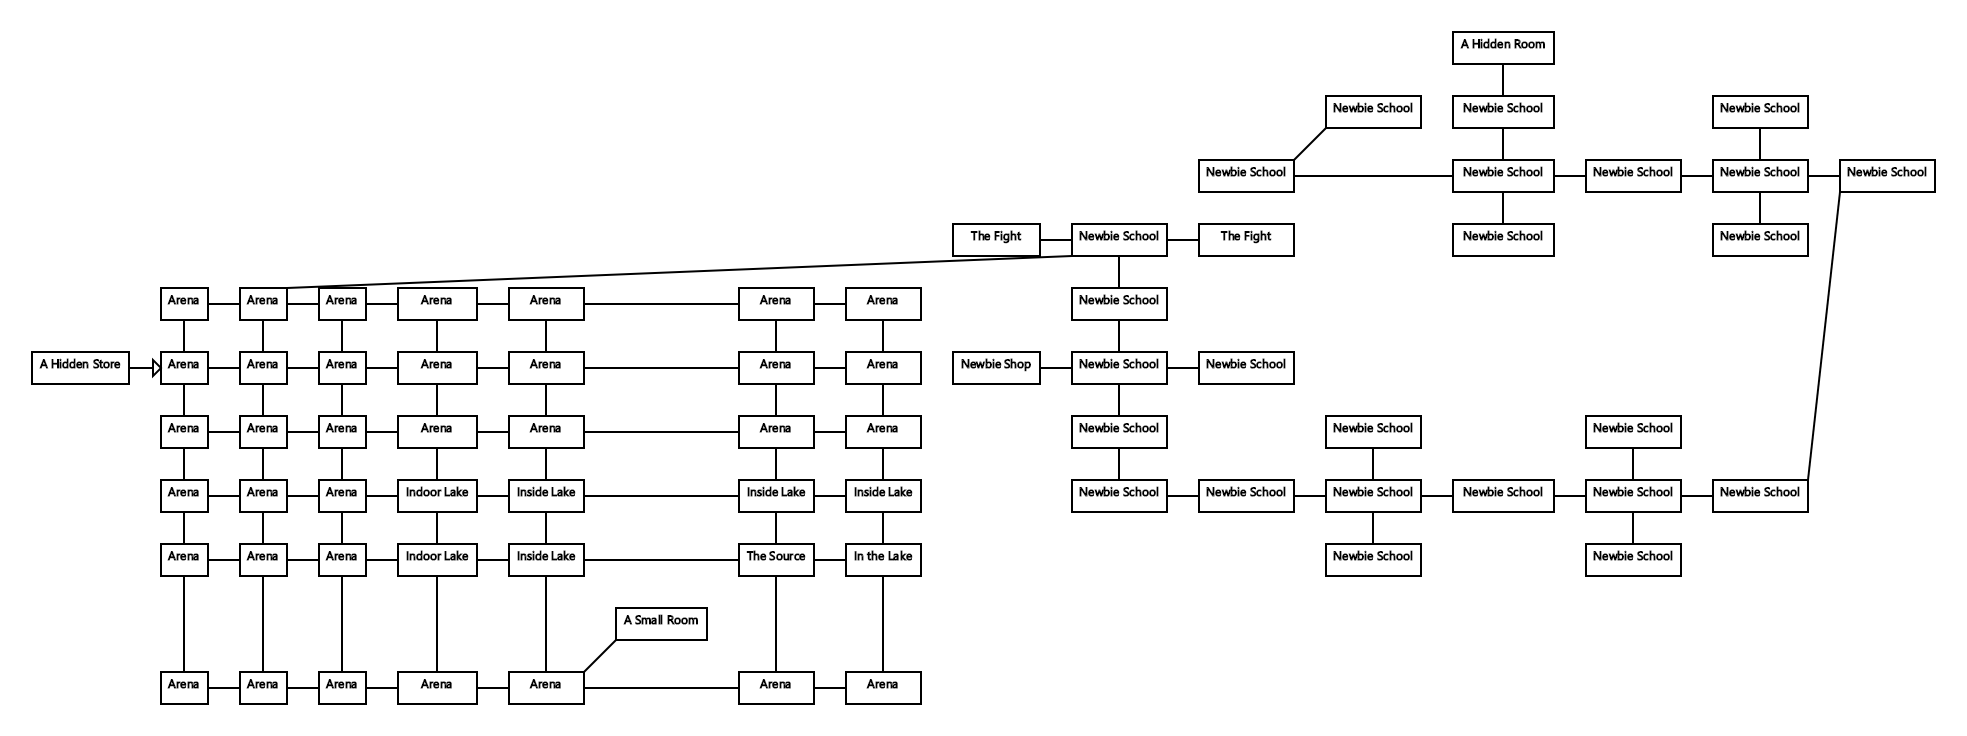 A Hidden Room
Newbie School
Newbie School
Newbie School
Newbie School
Newbie School
Newbie School
Newbie School
Newbie School
The Fight
Newbie School
The Fight
Newbie School
Newbie School
Arena
Arena
Arena
Arena
Arena
Arena
Arena
Newbie School
A Hidden Store
Arena
Arena
Arena
Arena
Arena
Arena
Arena
Newbie Shop
Newbie School
Newbie School
Arena
Arena
Arena
Arena
Arena
Arena
Arena
Newbie School
Newbie School
Newbie School
Arena
Arena
Arena
Indoor Lake
Inside Lake
Inside Lake
Inside Lake
Newbie School
Newbie School
Newbie School
Newbie School
Newbie School
Newbie School
Arena
Arena
Arena
Indoor Lake
Inside Lake
The Source
In the Lake
Newbie School
Newbie School
A Small Room
Arena
Arena
Arena
Arena
Arena
Arena
Arena